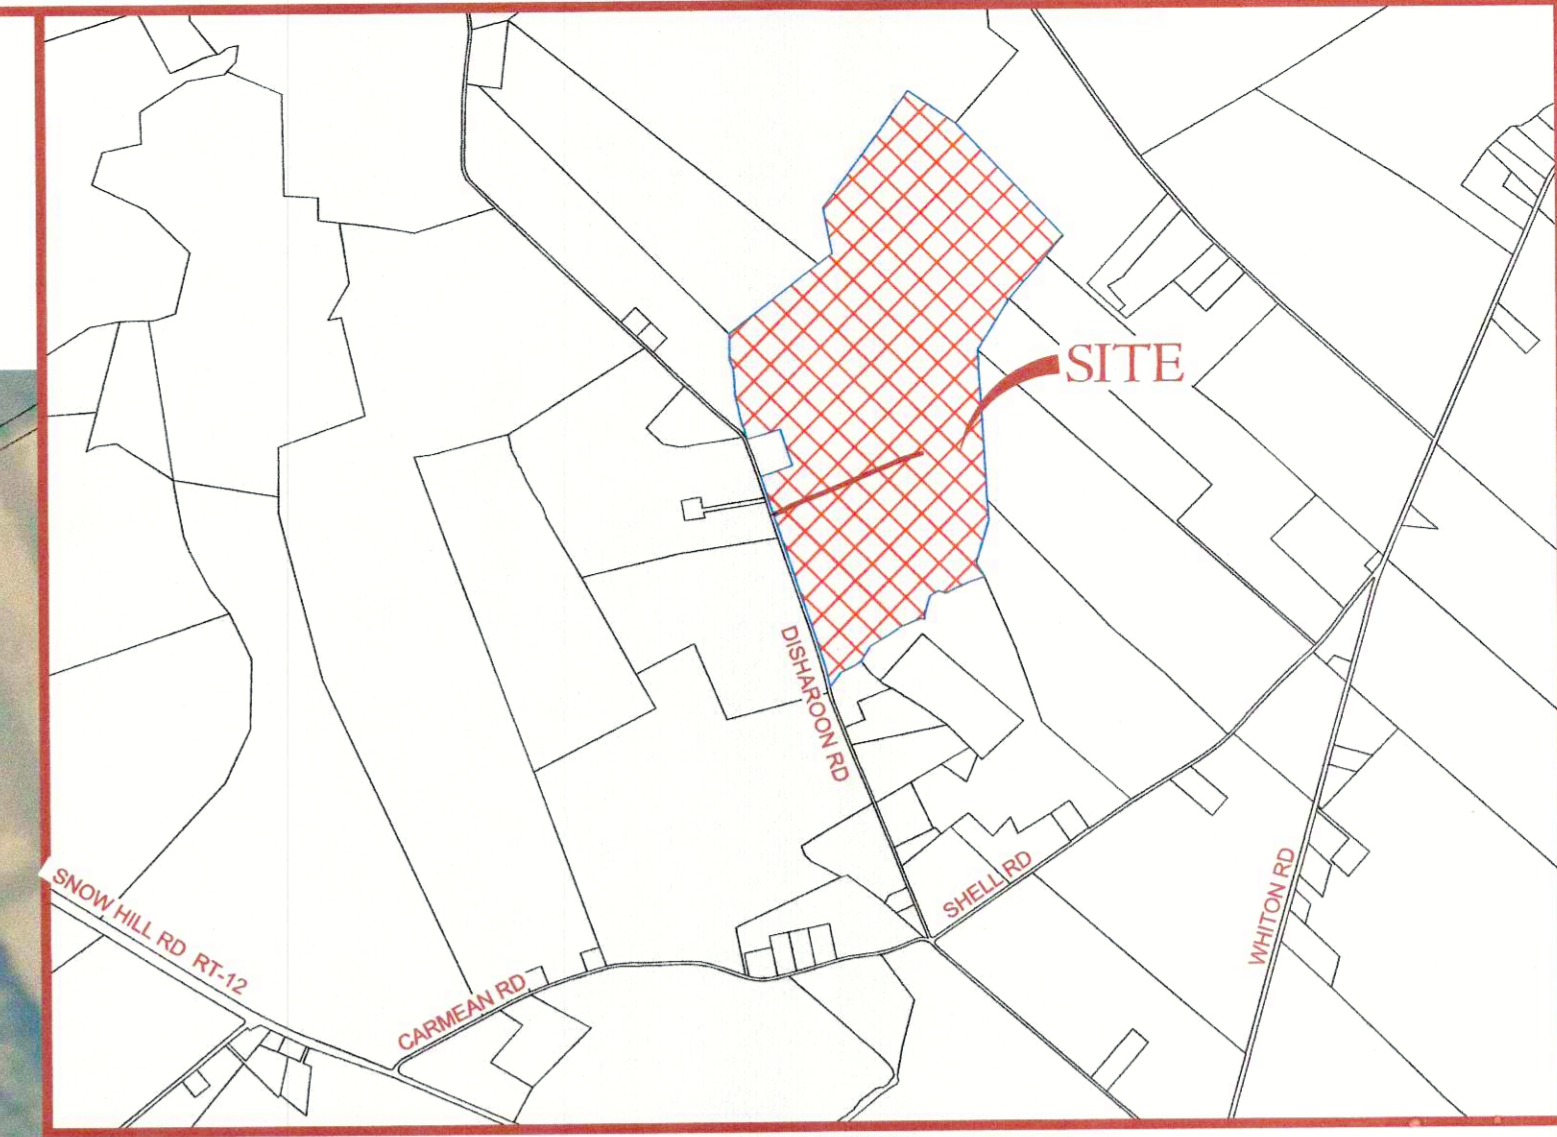 SITE
DISHAROON RD
SHELL RD
WHITON RD
SNOW HILL RD RT-12
CARMEAN RD